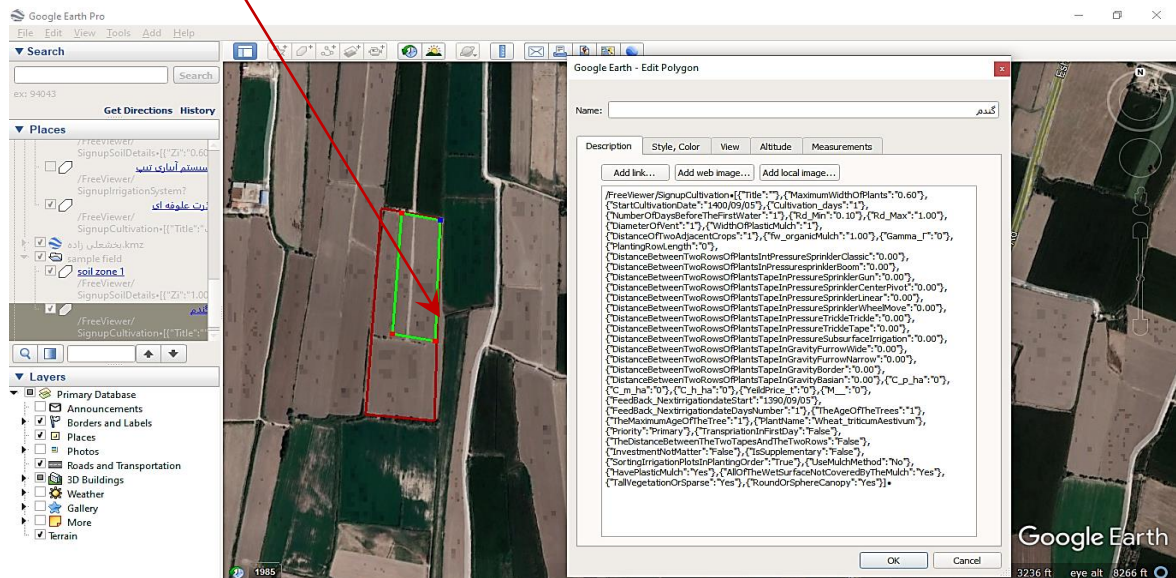 Google Earth Pro
File Edit View Tools Add Help
Search
Search
ex: 94043
Get Directions History
Places
/FreeViewer/
SignupSoilDetails•[{"Zi":"0.60
سیستم آبیاری تیپ
/FreeViewer/
SignupIrrigationSystem?
ذرت علوفه ای
/FreeViewer/
SignupCultivation•[{"Title":"
بخشعلی زاده.kmz
sample field
soil zone 1
/FreeViewer/
SignupSoilDetails•[{"Zi":"1.00
گندم
/FreeViewer/
SignupCultivation•[{"Title":""
Layers
Primary Database
Announcements
Borders and Labels
Places
Photos
Roads and Transportation
3D Buildings
Weather
Gallery
More
Terrain
1985
Google Earth - Edit Polygon
x
Name:
گندم
Description Style, Color View Altitude Measurements
Add link... Add web image... Add local image...
/FreeViewer/SignupCultivation•[{"Title":""},{"MaximumWidthOfPlants":"0.60"},
{"StartCultivationDate":"1400/09/05"},{"Cultivation_days":"1"},
{"NumberOfDaysBeforeTheFirstWater":"1"},{"Rd_Min":"0.10"},{"Rd_Max":"1.00"},
{"DiameterOfVent":"1"},{"WidthOfPlasticMulch":"1"},
{"DistanceOfTwoAdjacentCrops":"1"},{"fw_organicMulch":"1.00"},{"Gamma_Γ":"0"},
{"PlantingRowLength":"0"},
{"DistanceBetweenTwoRowsOfPlantsIntPressureSprinklerClassic":"0.00"},
{"DistanceBetweenTwoRowsOfPlantsInPressuresprinklerBoom":"0.00"},
{"DistanceBetweenTwoRowsOfPlantsTapeInPressureSprinklerGun":"0.00"},
{"DistanceBetweenTwoRowsOfPlantsTapeInPressureSprinklerCenterPivot":"0.00"},
{"DistanceBetweenTwoRowsOfPlantsTapeInPressureSprinklerLinear":"0.00"},
{"DistanceBetweenTwoRowsOfPlantsTapeInPressureSprinklerWheelMove":"0.00"},
{"DistanceBetweenTwoRowsOfPlantsTapeInPressureTrickleTrickle":"0.00"},
{"DistanceBetweenTwoRowsOfPlantsTapeInPressureTrickleTape":"0.00"},
{"DistanceBetweenTwoRowsOfPlantsTapeInPressureSubsurfaceIrrigation":"0.00"},
{"DistanceBetweenTwoRowsOfPlantsTapeInGravityFurrowWide":"0.00"},
{"DistanceBetweenTwoRowsOfPlantsTapeInGravityFurrowNarrow":"0.00"},
{"DistanceBetweenTwoRowsOfPlantsTapeInGravityBorder":"0.00"},
{"DistanceBetweenTwoRowsOfPlantsTapeInGravityBasian":"0.00"},{"C_p_ha":"0"},
{"C_m_ha":"0"},{"C_h_ha":"0"},{"YeildPrice_t":"0"},{"M__":"0"},
{"FeedBack_NextirrigationdateStart":"1390/09/05"},
{"FeedBack_NextirrigationdateDaysNumber":"1"},{"TheAgeOfTheTrees":"1"},
{"TheMaximumAgeOfTheTree":"1"},{"PlantName":"Wheat_triticumAestivum"},
{"Priority":"Primary"},{"TranspriationInFirstDay":"False"},
{"TheDistanceBetweenTheTwoTapesAndTheTwoRows":"False"},
{"InvestmentNotMatter":"False"},{"IsSupplementary":"False"},
{"SortingIrrigationPlotsInPlantingOrder":"True"},{"UseMulchMethod":"No"},
{"HavePlasticMulch":"Yes"},{"AllOfTheWetSurfaceNotCoveredByTheMulch":"Yes"},
{"TallVegetationOrSparse":"Yes"},{"RoundOrSphereCanopy":"Yes"}]•
OK Cancel
N
Google Earth
3236 ft eye alt 8266 ft